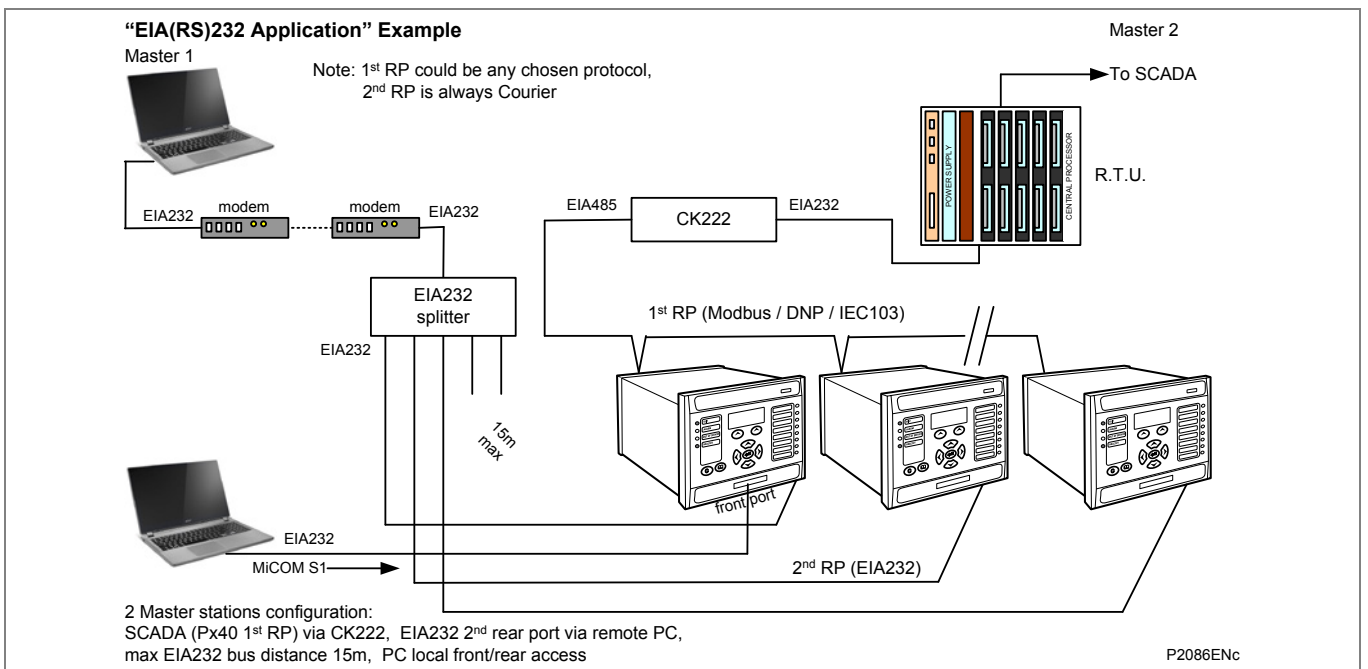 “EIA(RS)232 Application” Example
Master 1
Master 2
Note: 1st RP could be any chosen protocol,
2nd RP is always Courier
To SCADA
POWER SUPPLY
CENTRAL PROCESSOR
R.T.U.
EIA232
modem
modem
EIA232
EIA485
CK222
EIA232
EIA232
splitter
EIA232
1st RP (Modbus / DNP / IEC103)
15m
max
front port
EIA232
MiCOM S1
2nd RP (EIA232)
2 Master stations configuration:
SCADA (Px40 1st RP) via CK222, EIA232 2nd rear port via remote PC,
max EIA232 bus distance 15m, PC local front/rear access
P2086ENc